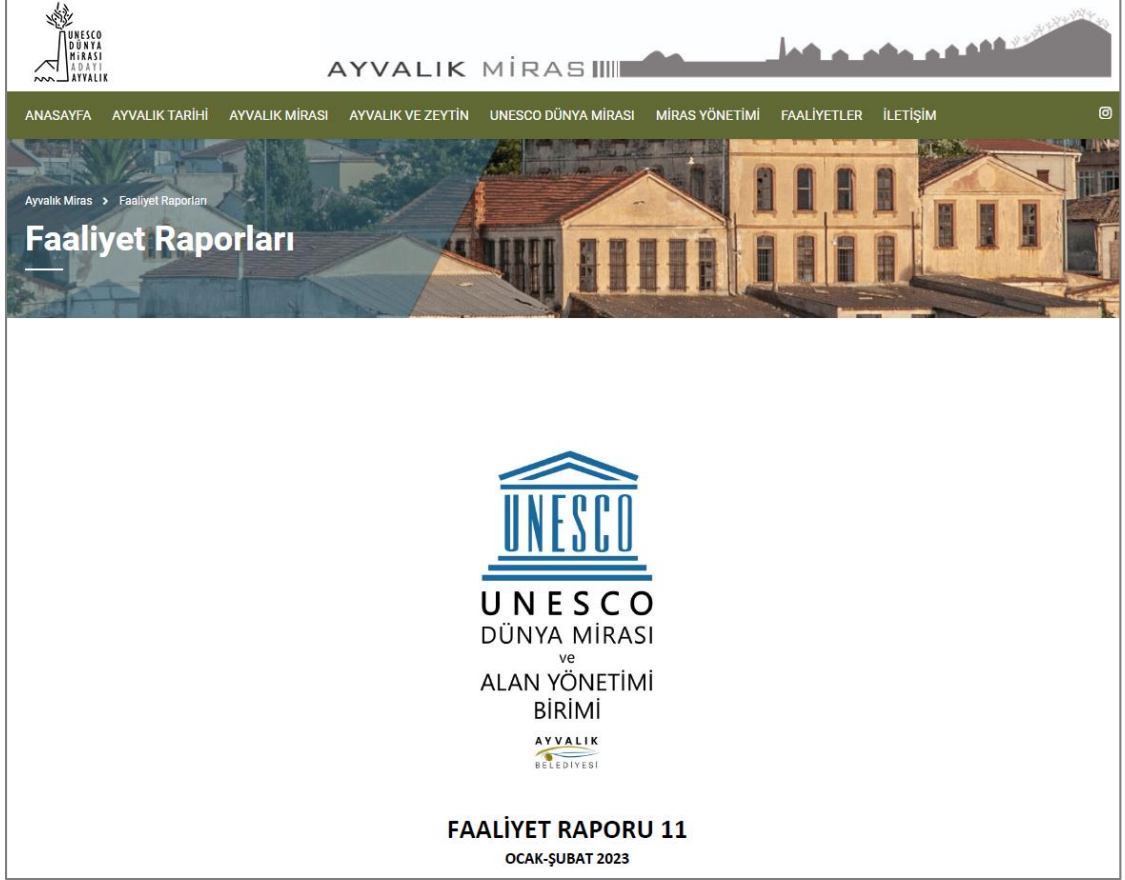 UNESCO
DÜNYA
MİRASI
ADAYI
AYVALIK
AYVALIK MİRAS
ANASAYFA AYVALIK TARİHİ AYVALIK MİRASI AYVALIK VE ZEYTİN UNESCO DÜNYA MİRASI MİRAS YÖNETİMİ FAALİYETLER İLETİŞİM
Ayvalık Miras > Faaliyet Raporları
Faaliyet Raporları
UNESCO
UNESCO
DÜNYA MİRASI
ve
ALAN YÖNETİMİ
BİRİMİ
AYVALIK
BELEDİYESİ
FAALİYET RAPORU 11
OCAK-ŞUBAT 2023